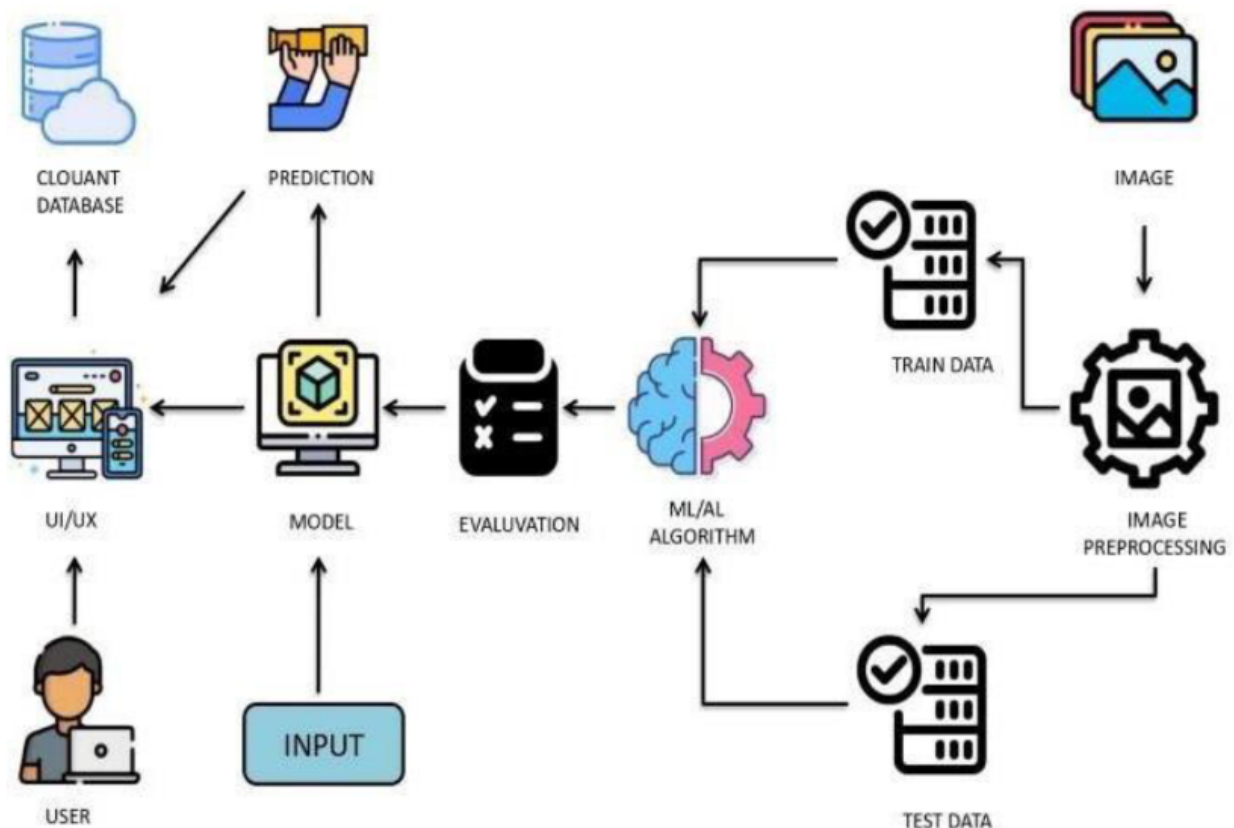 CLOUANT
DATABASE
PREDICTION
IMAGE
TRAIN DATA
UI/UX
MODEL
EVALUVATION
ML/AL
ALGORITHM
IMAGE
PREPROCESSING
INPUT
USER
TEST DATA